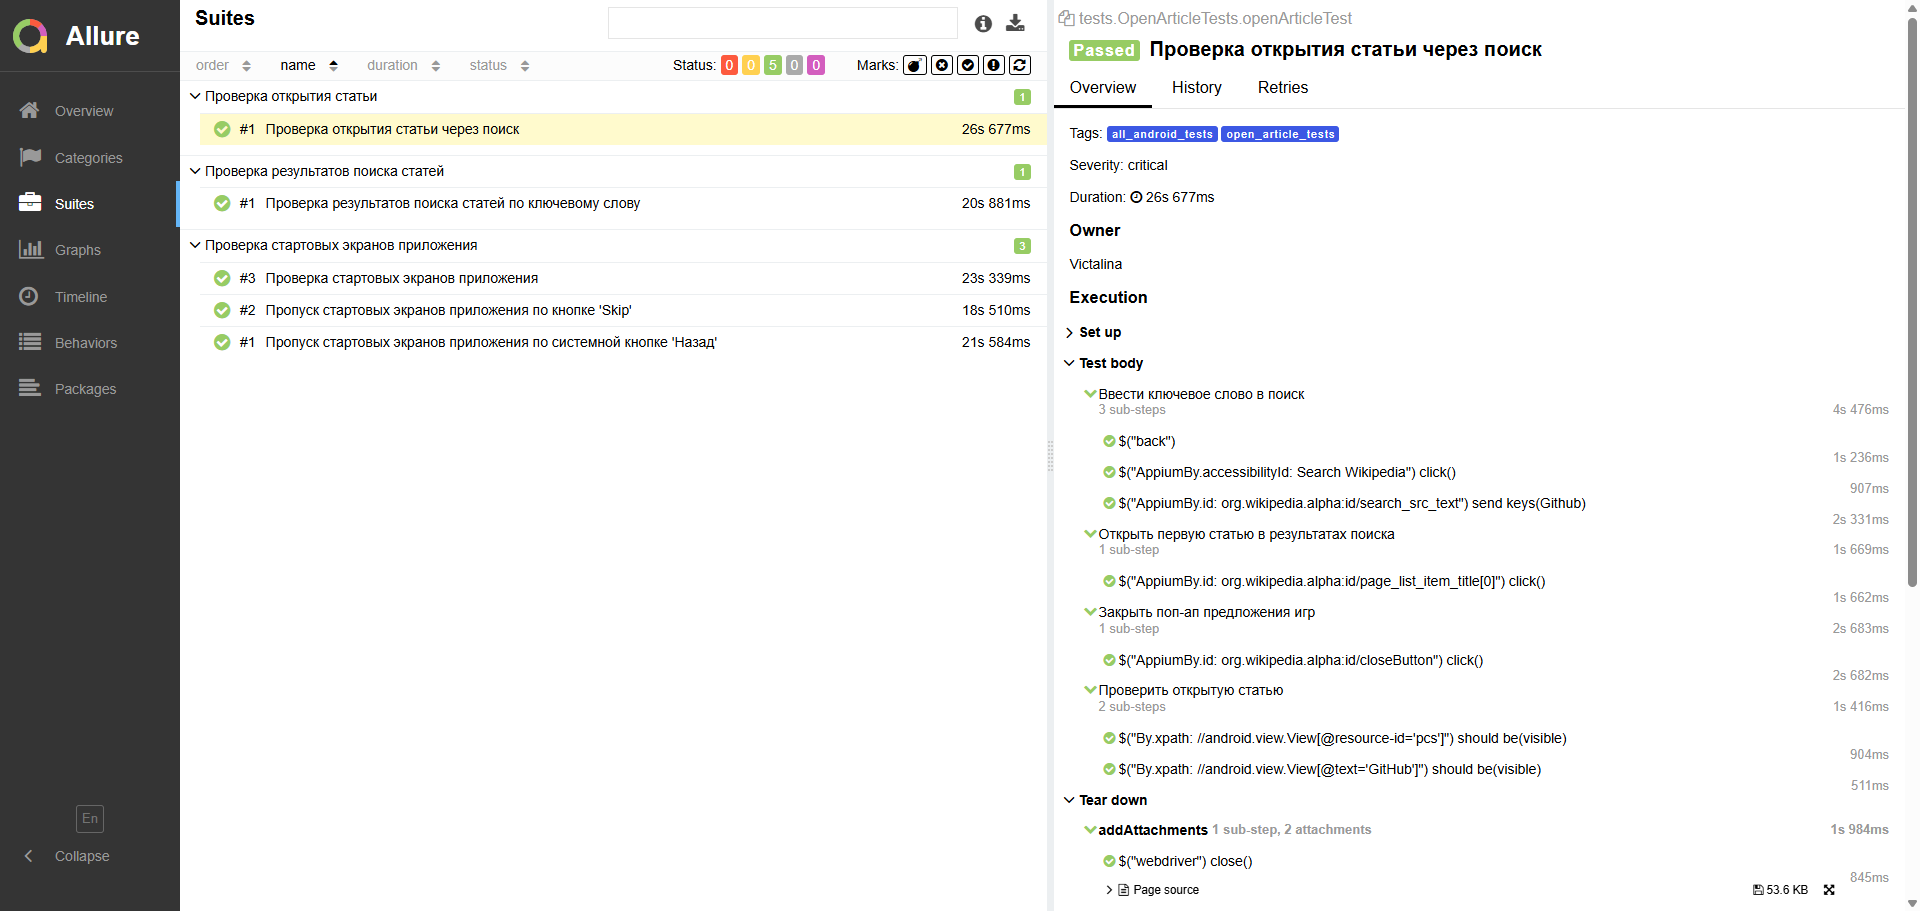 Allure
Overview
Categories
Suites
Graphs
Timeline
Behaviors
Packages
En
Collapse
Suites
order name duration status Status: 0 0 5 0 0 Marks:
Проверка открытия статьи 1
#1 Проверка открытия статьи через поиск 26s 677ms
Проверка результатов поиска статей 1
#1 Проверка результатов поиска статей по ключевому слову 20s 881ms
Проверка стартовых экранов приложения 3
#3 Проверка стартовых экранов приложения 23s 339ms
#2 Пропуск стартовых экранов приложения по кнопке 'Skip' 18s 510ms
#1 Пропуск стартовых экранов приложения по системной кнопке 'Назад' 21s 584ms
tests.OpenArticleTests.openArticleTest
Passed Проверка открытия статьи через поиск
Overview History Retries
Tags: all_android_tests open_article_tests
Severity: critical
Duration: 26s 677ms
Owner
Victalina
Execution
Set up
Test body
Ввести ключевое слово в поиск
3 sub-steps 4s 476ms
$("back")
1s 236ms
$("AppiumBy.accessibilityId: Search Wikipedia") click()
907ms
$("AppiumBy.id: org.wikipedia.alpha:id/search_src_text") send keys(Github)
2s 331ms
Открыть первую статью в результатах поиска
1 sub-step 1s 669ms
$("AppiumBy.id: org.wikipedia.alpha:id/page_list_item_title[0]") click()
1s 662ms
Закрыть поп-ап предложения игр
1 sub-step 2s 683ms
$("AppiumBy.id: org.wikipedia.alpha:id/closeButton") click()
2s 682ms
Проверить открытую статью
2 sub-steps 1s 416ms
$("By.xpath: //android.view.View[@resource-id='pcs']") should be(visible)
904ms
$("By.xpath: //android.view.View[@text='GitHub']") should be(visible)
511ms
Tear down
addAttachments 1 sub-step, 2 attachments 1s 984ms
$("webdriver") close()
845ms
Page source 53.6 KB